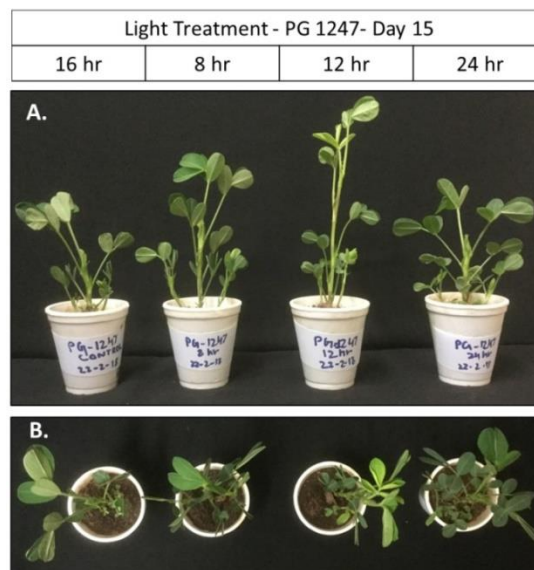 Light Treatment - PG 1247- Day 15
16 hr 8 hr 12 hr 24 hr
A.
PG-1247
CONTROL
22-2-18
PG-1247
8 hr
22-2-18
1247
12 hr
22-2-18
PG-1247
24 hr
22-2-18
B.